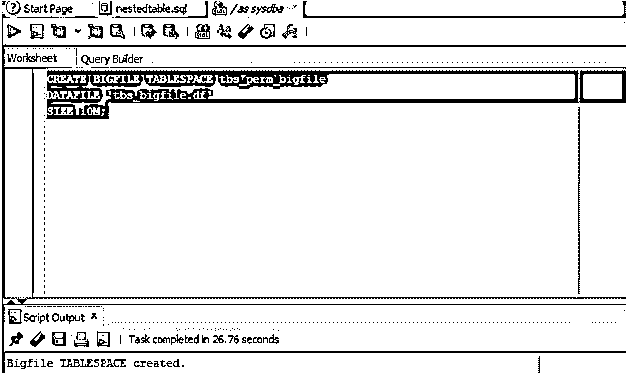 Start Page nestedtable.sql / as sysdba
Worksheet Query Builder
CREATE BIGFILE TABLESPACE tbs_perm_bigfile
DATAFILE 'tbs_bigfile.df'
SIZE 10M;
Script Output
Task completed in 26.76 seconds
Bigfile TABLESPACE created.